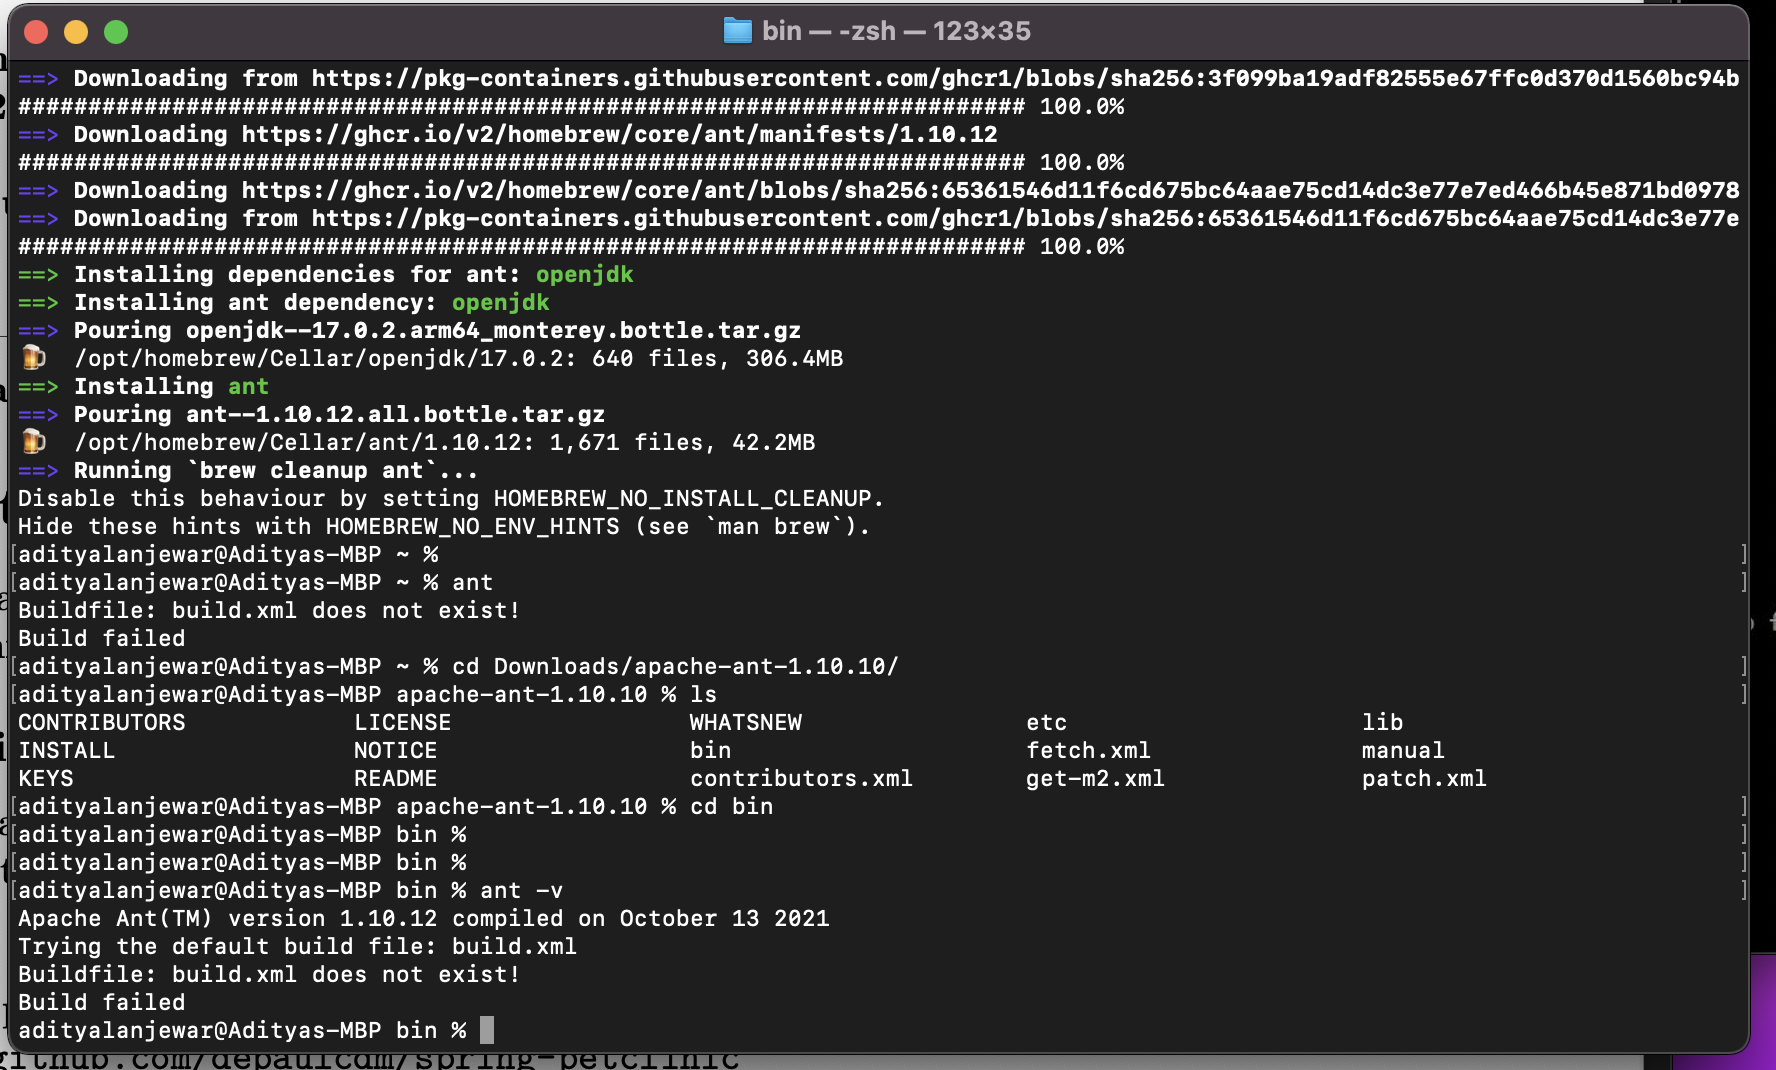 bin — -zsh — 123×35
==> Downloading from https://pkg-containers.githubusercontent.com/ghcr1/blobs/sha256:3f099ba19adf82555e67ffc0d370d1560bc94b
######################################################################## 100.0%
==> Downloading https://ghcr.io/v2/homebrew/core/ant/manifests/1.10.12
######################################################################## 100.0%
==> Downloading https://ghcr.io/v2/homebrew/core/ant/blobs/sha256:65361546d11f6cd675bc64aae75cd14dc3e77e7ed466b45e871bd0978
==> Downloading from https://pkg-containers.githubusercontent.com/ghcr1/blobs/sha256:65361546d11f6cd675bc64aae75cd14dc3e77e
######################################################################## 100.0%
==> Installing dependencies for ant: openjdk
==> Installing ant dependency: openjdk
==> Pouring openjdk--17.0.2.arm64_monterey.bottle.tar.gz
🍺  /opt/homebrew/Cellar/openjdk/17.0.2: 640 files, 306.4MB
==> Installing ant
==> Pouring ant--1.10.12.all.bottle.tar.gz
🍺  /opt/homebrew/Cellar/ant/1.10.12: 1,671 files, 42.2MB
==> Running `brew cleanup ant`...
Disable this behaviour by setting HOMEBREW_NO_INSTALL_CLEANUP.
Hide these hints with HOMEBREW_NO_ENV_HINTS (see `man brew`).
[adityalanjewar@Adityas-MBP ~ % ]
[adityalanjewar@Adityas-MBP ~ % ant ]
Buildfile: build.xml does not exist!
Build failed
[adityalanjewar@Adityas-MBP ~ % cd Downloads/apache-ant-1.10.10/ ]
[adityalanjewar@Adityas-MBP apache-ant-1.10.10 % ls ]
CONTRIBUTORS LICENSE WHATSNEW etc lib
INSTALL NOTICE bin fetch.xml manual
KEYS README contributors.xml get-m2.xml patch.xml
[adityalanjewar@Adityas-MBP apache-ant-1.10.10 % cd bin ]
[adityalanjewar@Adityas-MBP bin % ]
[adityalanjewar@Adityas-MBP bin % ]
[adityalanjewar@Adityas-MBP bin % ant -v ]
Apache Ant(TM) version 1.10.12 compiled on October 13 2021
Trying the default build file: build.xml
Buildfile: build.xml does not exist!
Build failed
adityalanjewar@Adityas-MBP bin %
github.com/depaulcdm/spring-petclinic